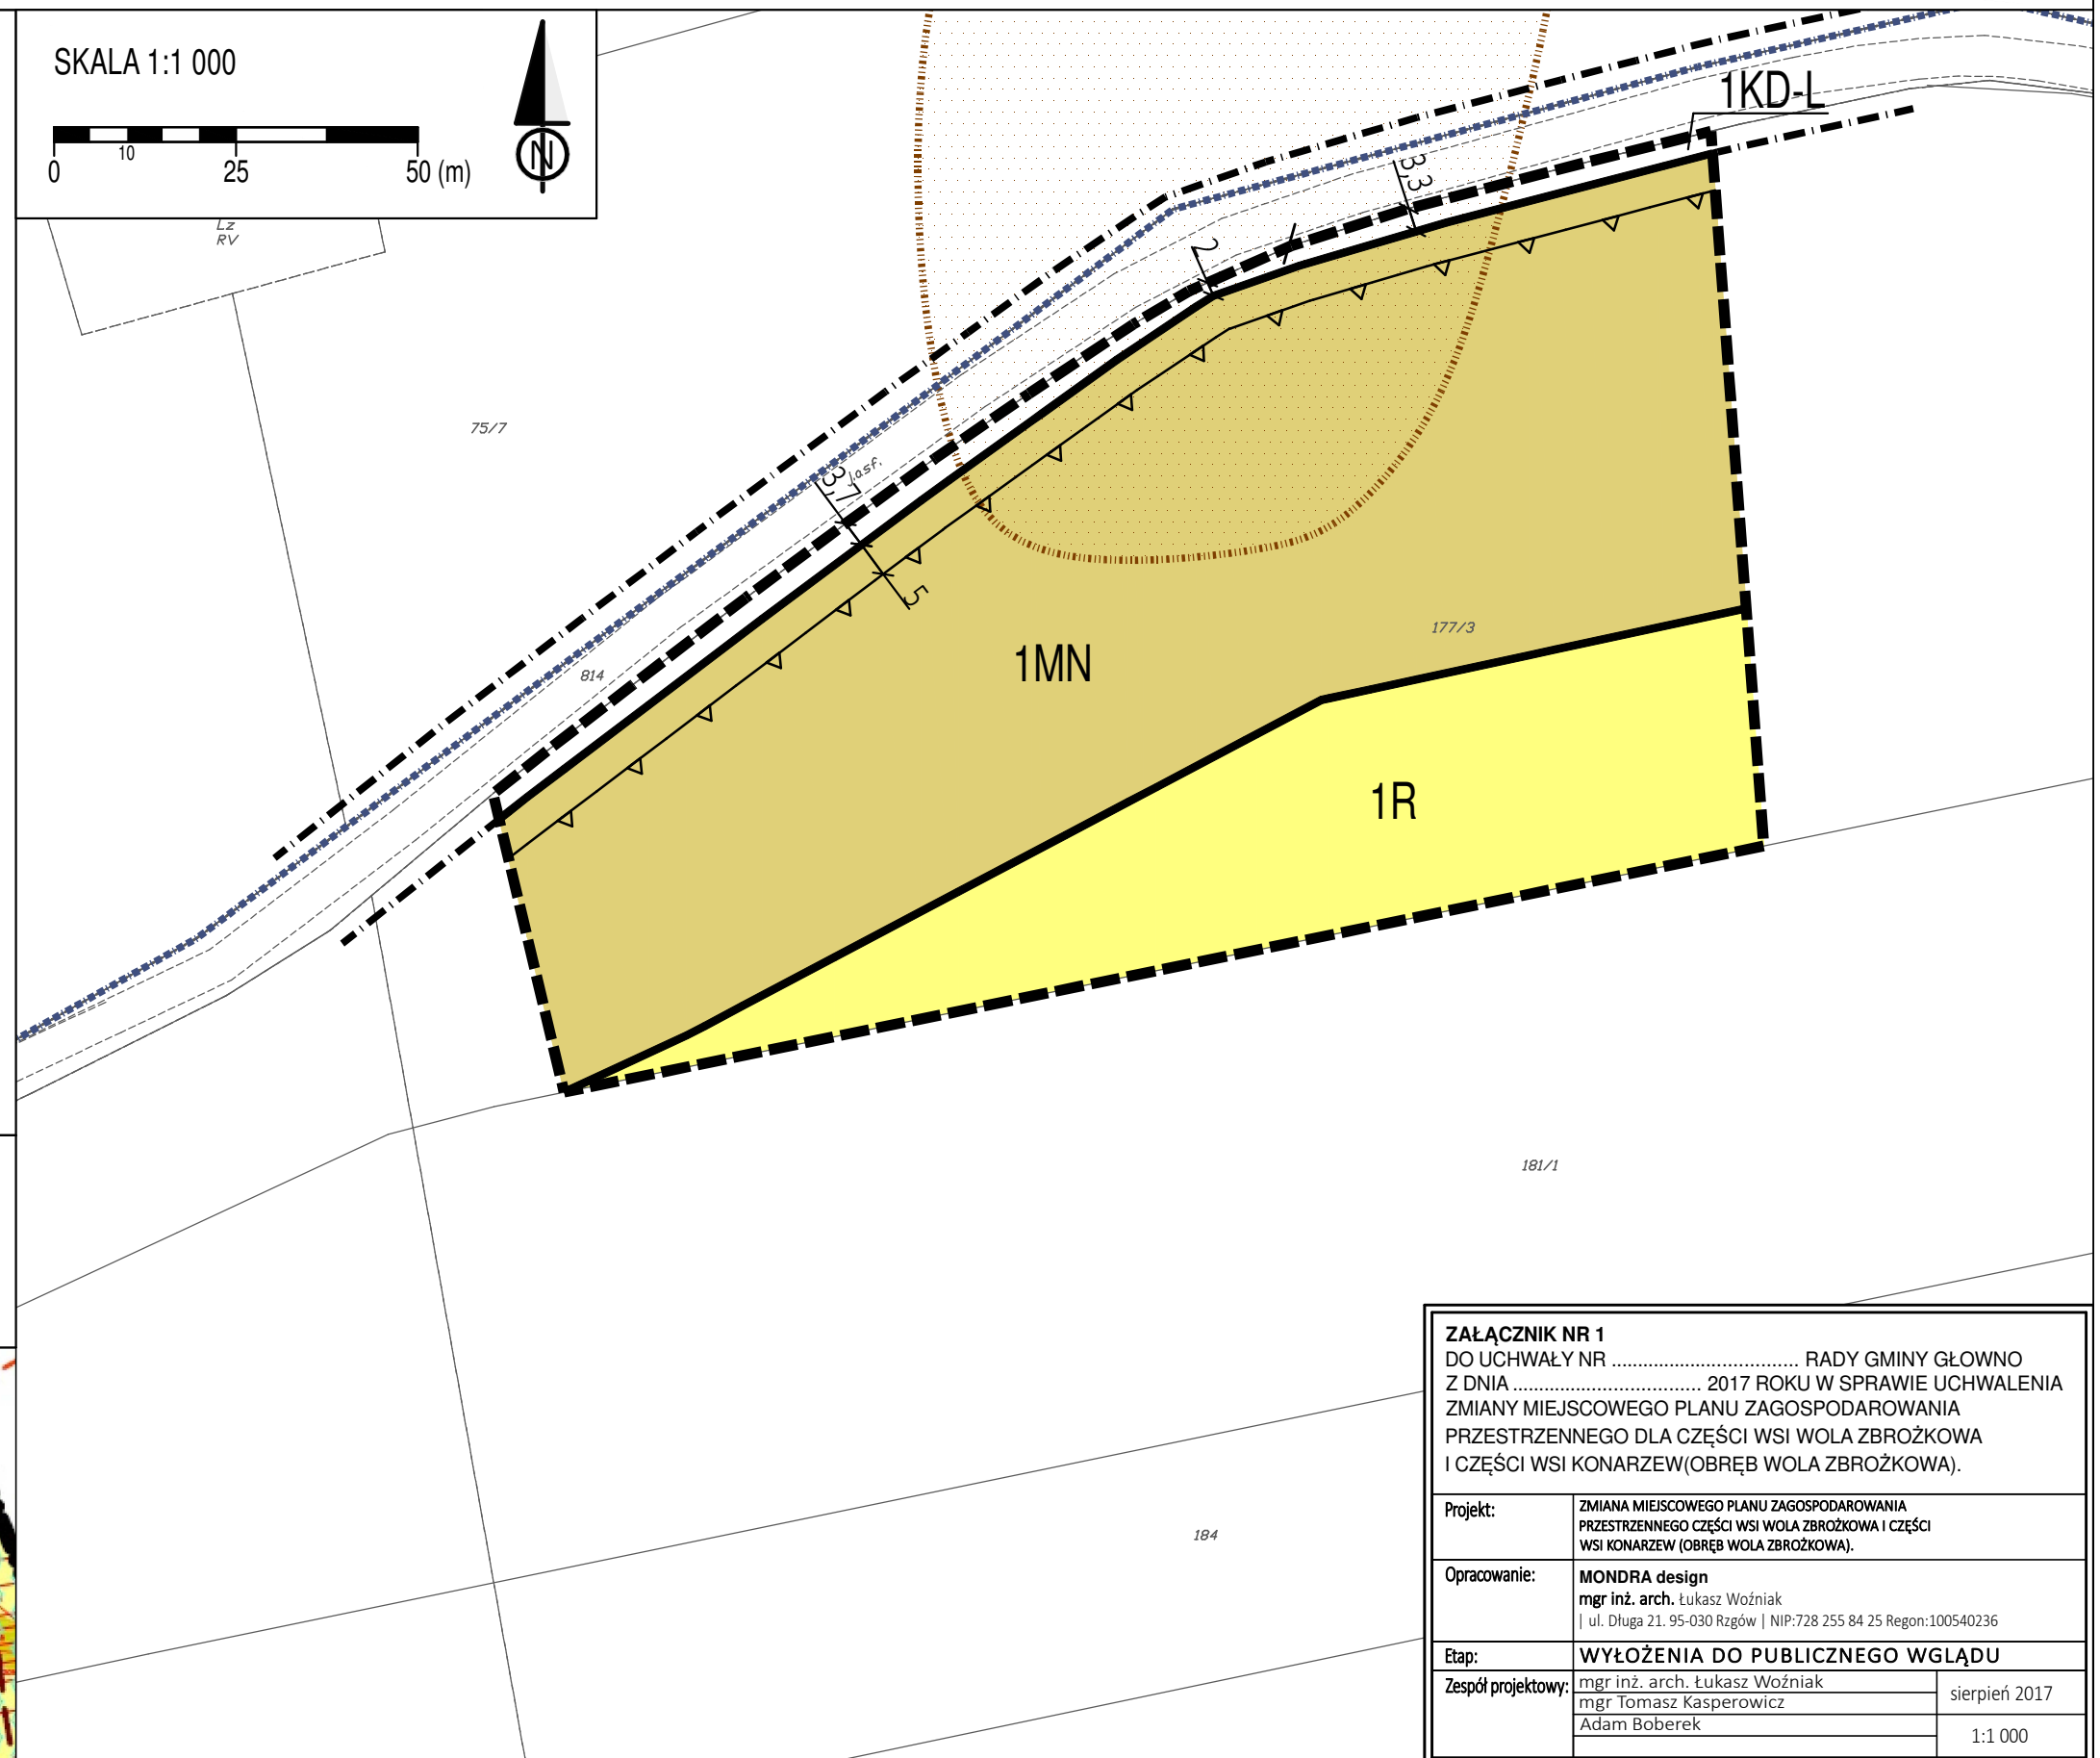 SKALA 1:1 000
N
10
0 25 50 (m)
Lz
RV
1KD-L
3,3
2
75/7
j.asf.
3,7
5
177/3
1MN
814
1R
181/1
184
ZAŁĄCZNIK NR 1
DO UCHWAŁY NR .................................... RADY GMINY GŁOWNO
Z DNIA .................................... 2017 ROKU W SPRAWIE UCHWALENIA
ZMIANY MIEJSCOWEGO PLANU ZAGOSPODAROWANIA
PRZESTRZENNEGO DLA CZĘŚCI WSI WOLA ZBROŻKOWA
I CZĘŚCI WSI KONARZEW(OBRĘB WOLA ZBROŻKOWA).
Projekt:
ZMIANA MIEJSCOWEGO PLANU ZAGOSPODAROWANIA
PRZESTRZENNEGO CZĘŚCI WSI WOLA ZBROŻKOWA I CZĘŚCI
WSI KONARZEW (OBRĘB WOLA ZBROŻKOWA).
Opracowanie:
MONDRA design
mgr inż. arch. Łukasz Woźniak
| ul. Długa 21. 95-030 Rzgów | NIP:728 255 84 25 Regon:100540236
Etap: WYŁOŻENIA DO PUBLICZNEGO WGLĄDU
Zespół projektowy:
mgr inż. arch. Łukasz Woźniak
mgr Tomasz Kasperowicz
Adam Boberek
sierpień 2017
1:1 000